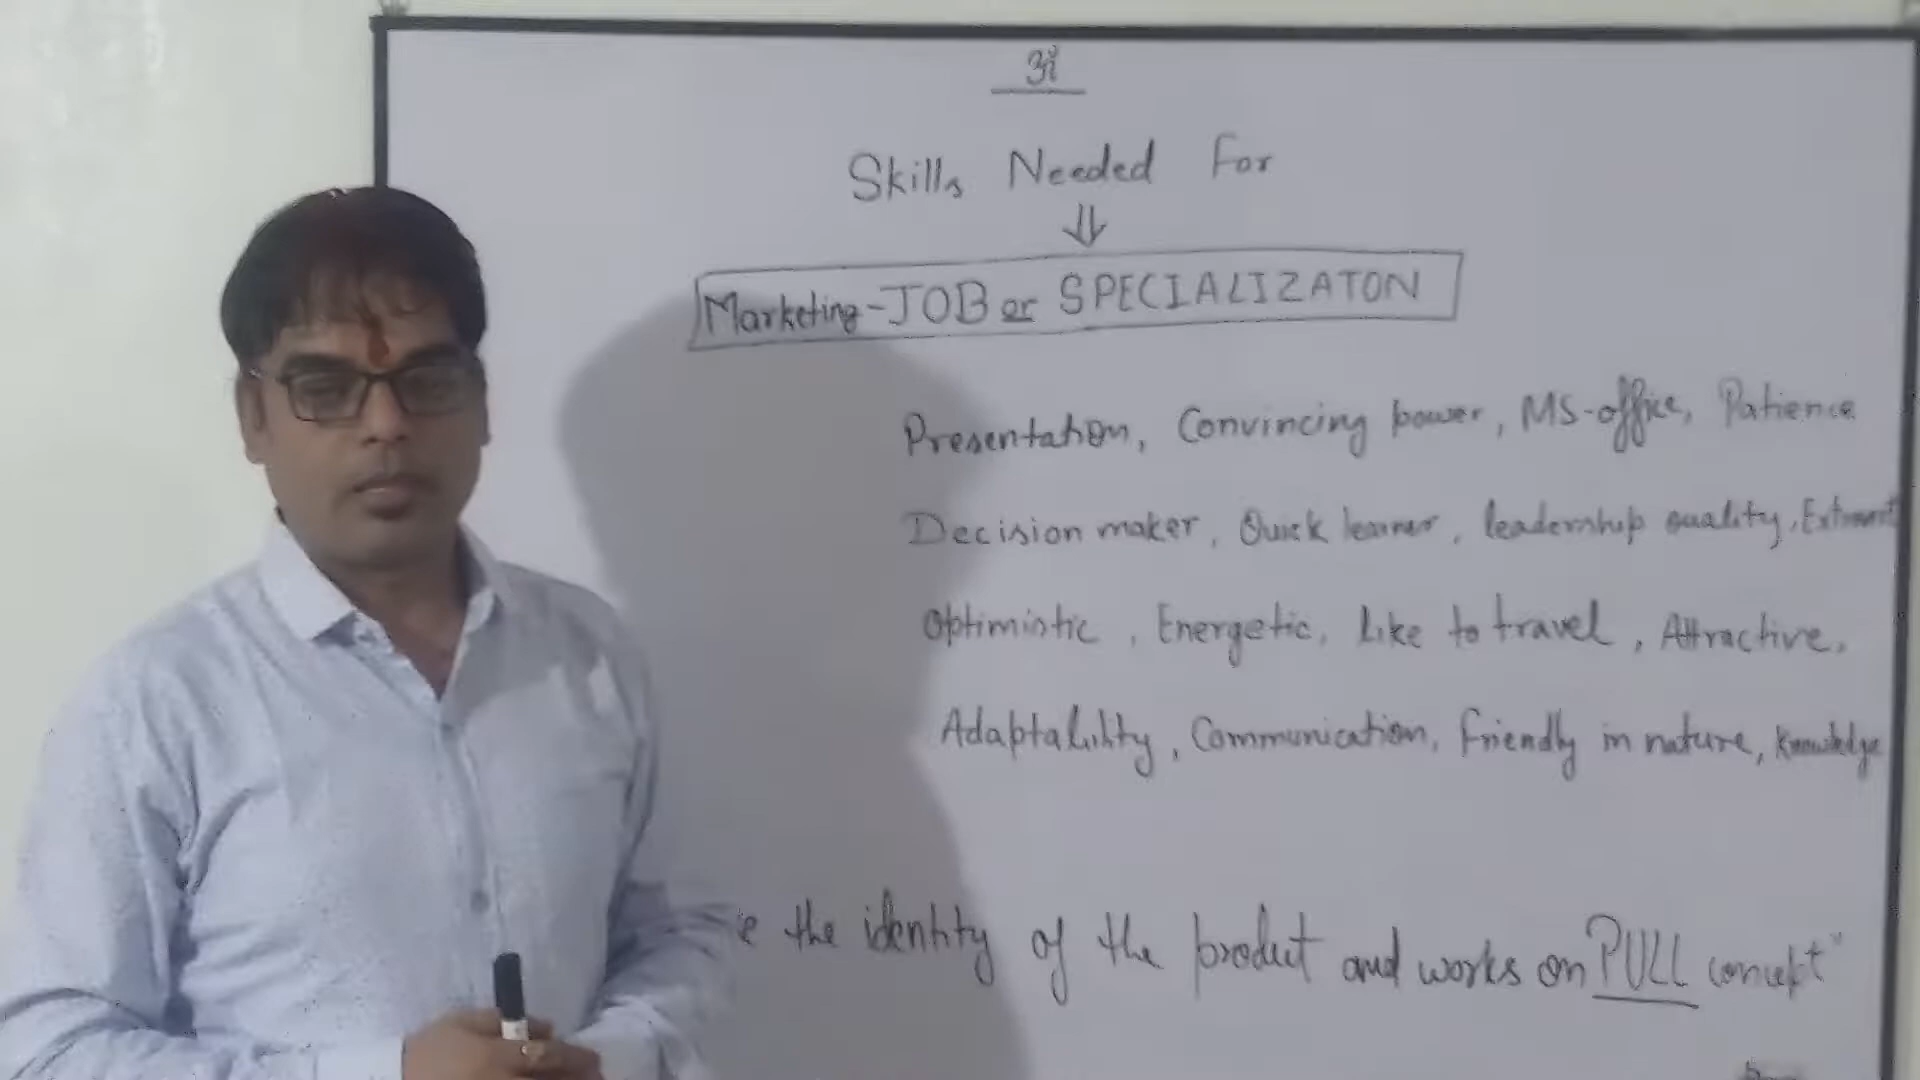 Skills Needed For
⇓
Marketing-JOB or SPECIALIZATON
Presentation, Convincing power, MS-office, Patience
Decision maker, Quick learner, leadership quality, Extrovert
Optimistic, Energetic, Like to travel, Attractive,
Adaptability, Communication, friendly in nature, Knowledge
the identity of the product and works on PULL concept"